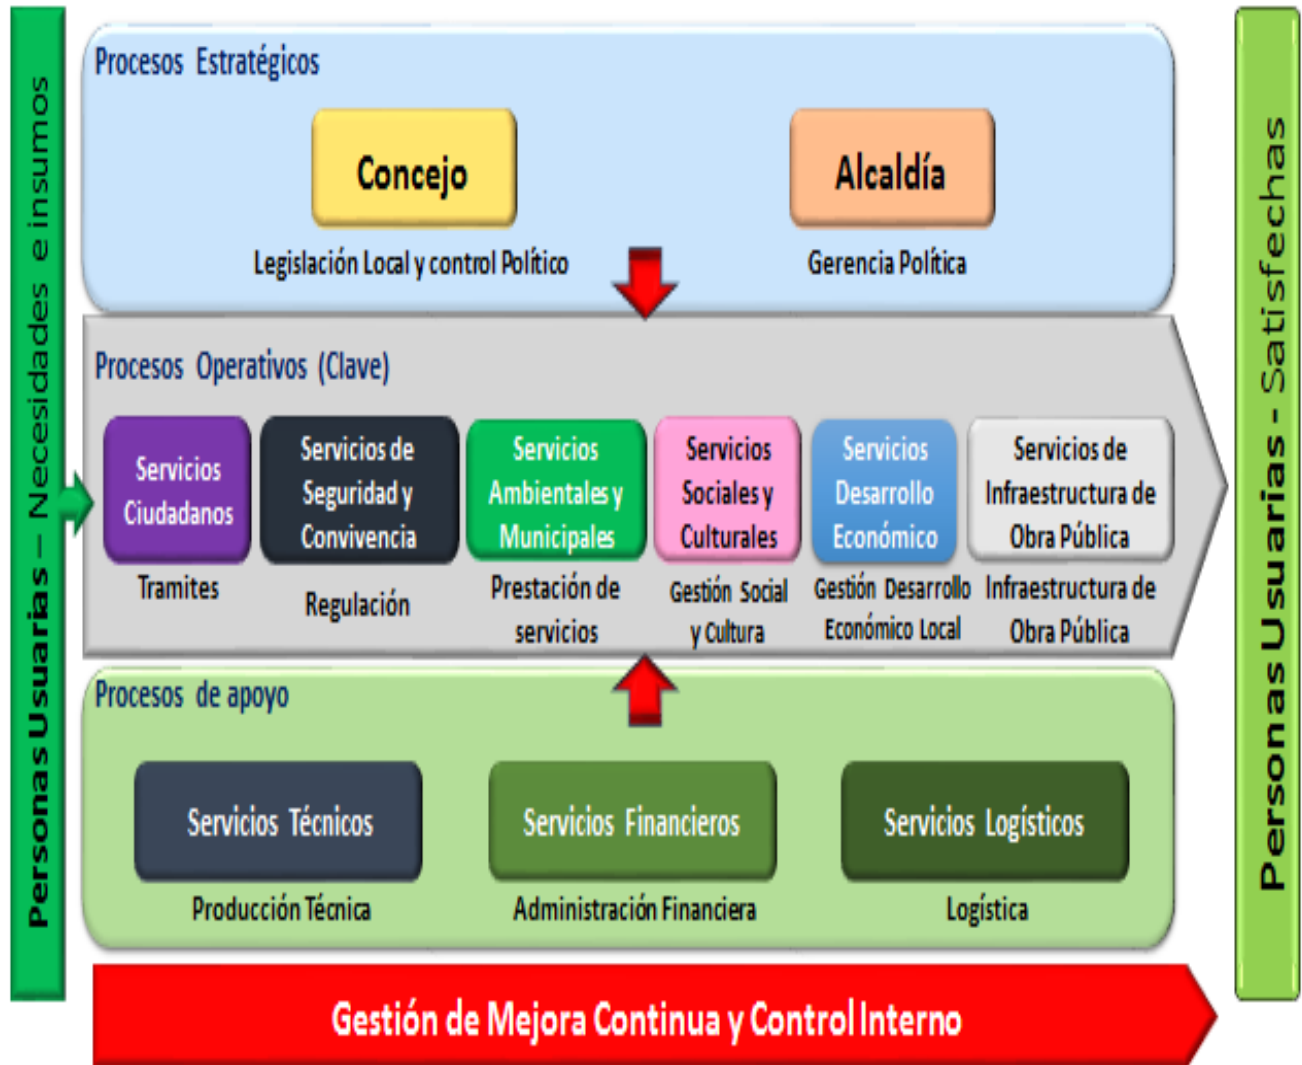 Personas Usuarias – Necesidades e insumos
Procesos Estratégicos
Concejo
Legislación Local y control Político
Alcaldía
Gerencia Política
Procesos Operativos (Clave)
Servicios
Ciudadanos
Tramites
Servicios de
Seguridad y
Convivencia
Regulación
Servicios
Ambientales y
Municipales
Prestación de
servicios
Servicios
Sociales y
Culturales
Gestión Social
y Cultura
Servicios
Desarrollo
Económico
Gestión Desarrollo
Económico Local
Servicios de
Infraestructura de
Obra Pública
Infraestructura de
Obra Pública
Procesos de apoyo
Servicios Técnicos
Producción Técnica
Servicios Financieros
Administración Financiera
Servicios Logísticos
Logística
Gestión de Mejora Continua y Control Interno
Personas Usuarias - Satisfechas